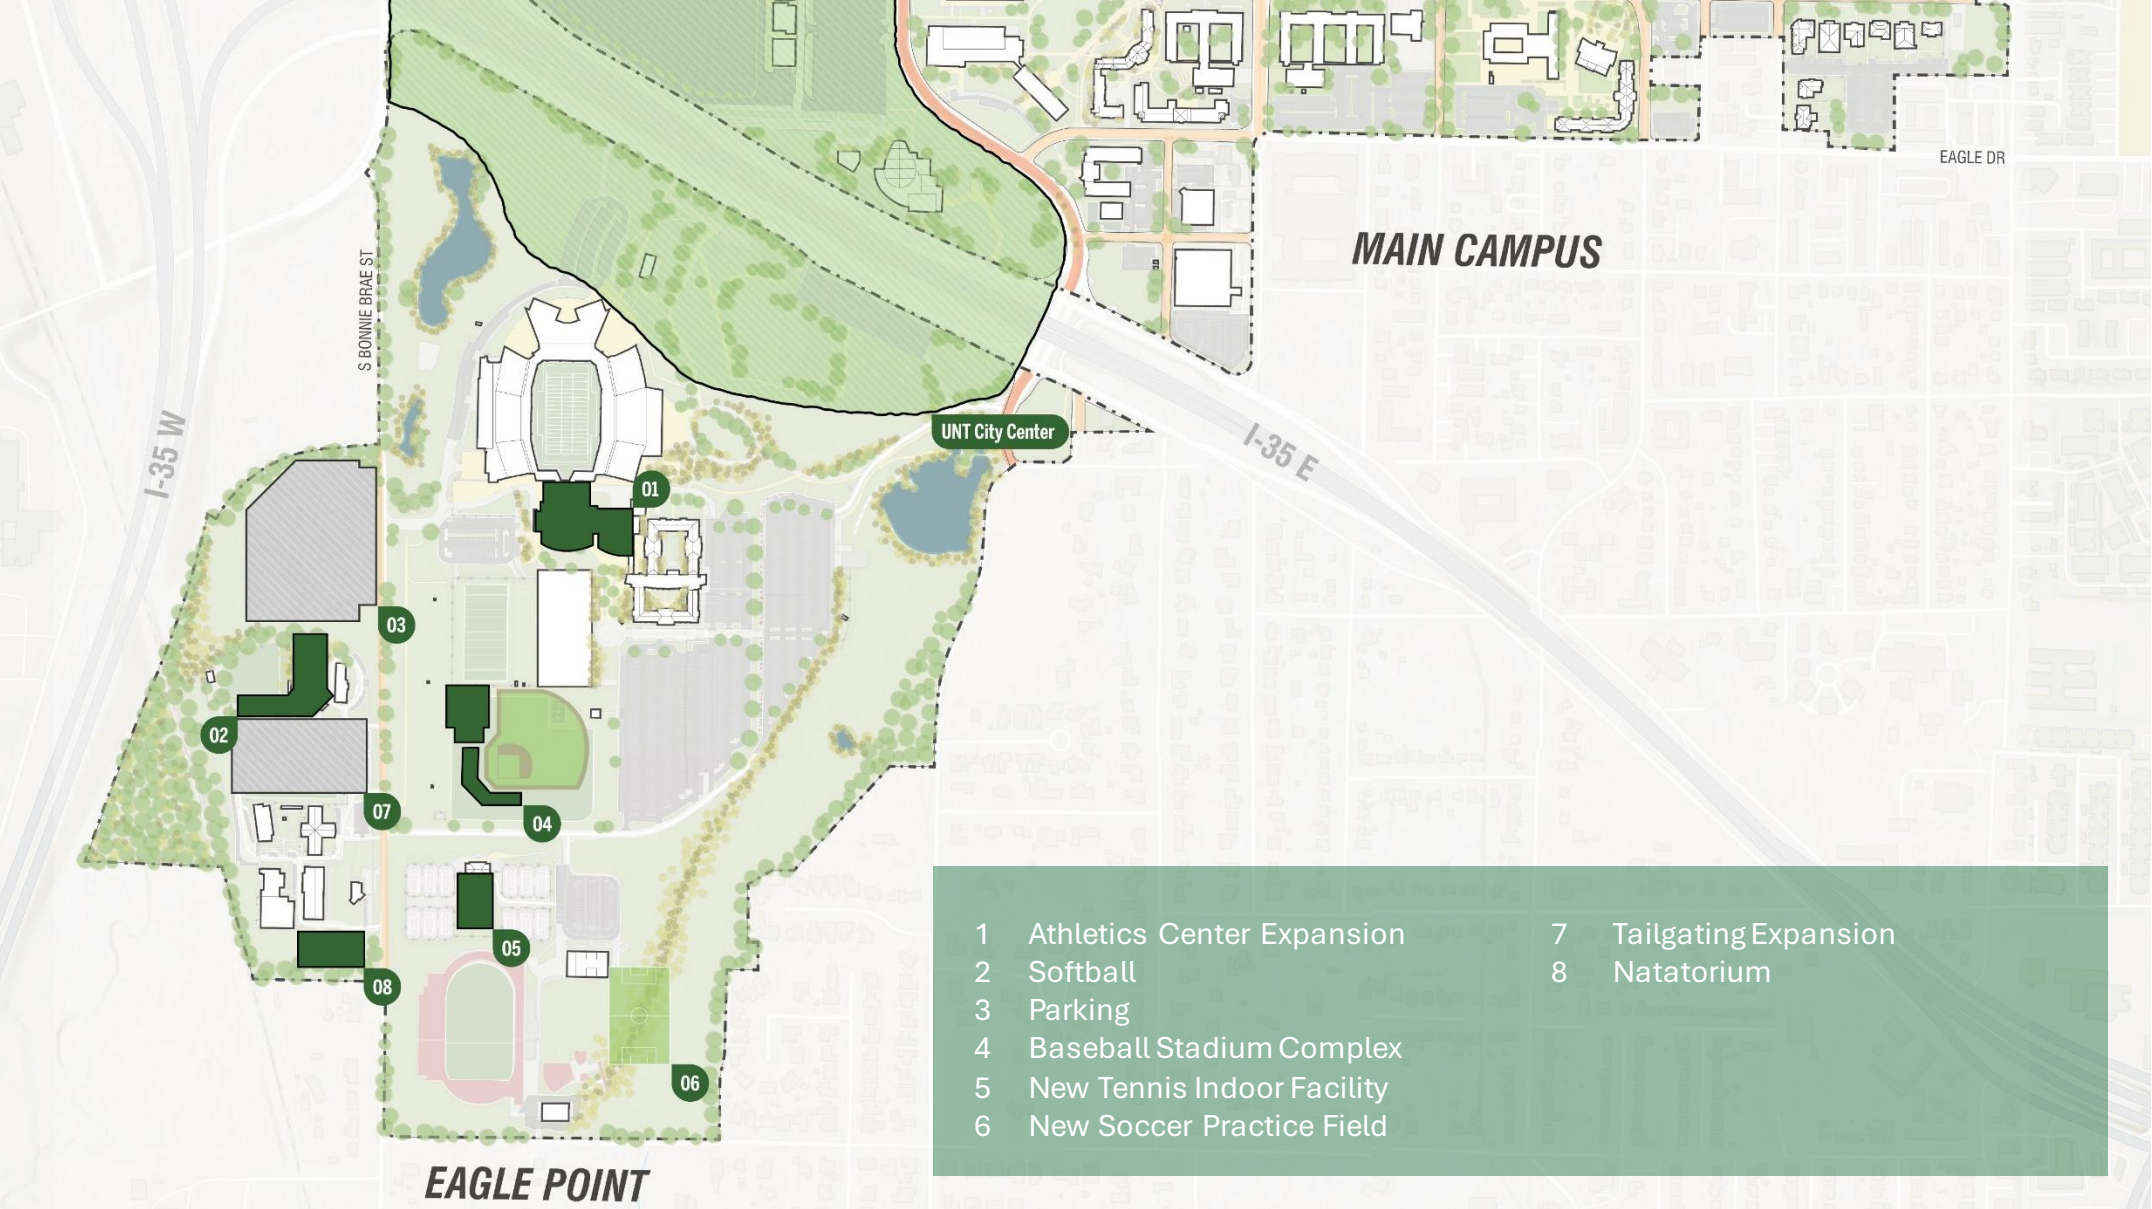 EAGLE DR
MAIN CAMPUS
S BONNIE BRAE ST
I-35 W
UNT City Center
I-35 E
01
03
02
07
04
05
08
06
1 Athletics Center Expansion
2 Softball
3 Parking
4 Baseball Stadium Complex
5 New Tennis Indoor Facility
6 New Soccer Practice Field
7 Tailgating Expansion
8 Natatorium
EAGLE POINT